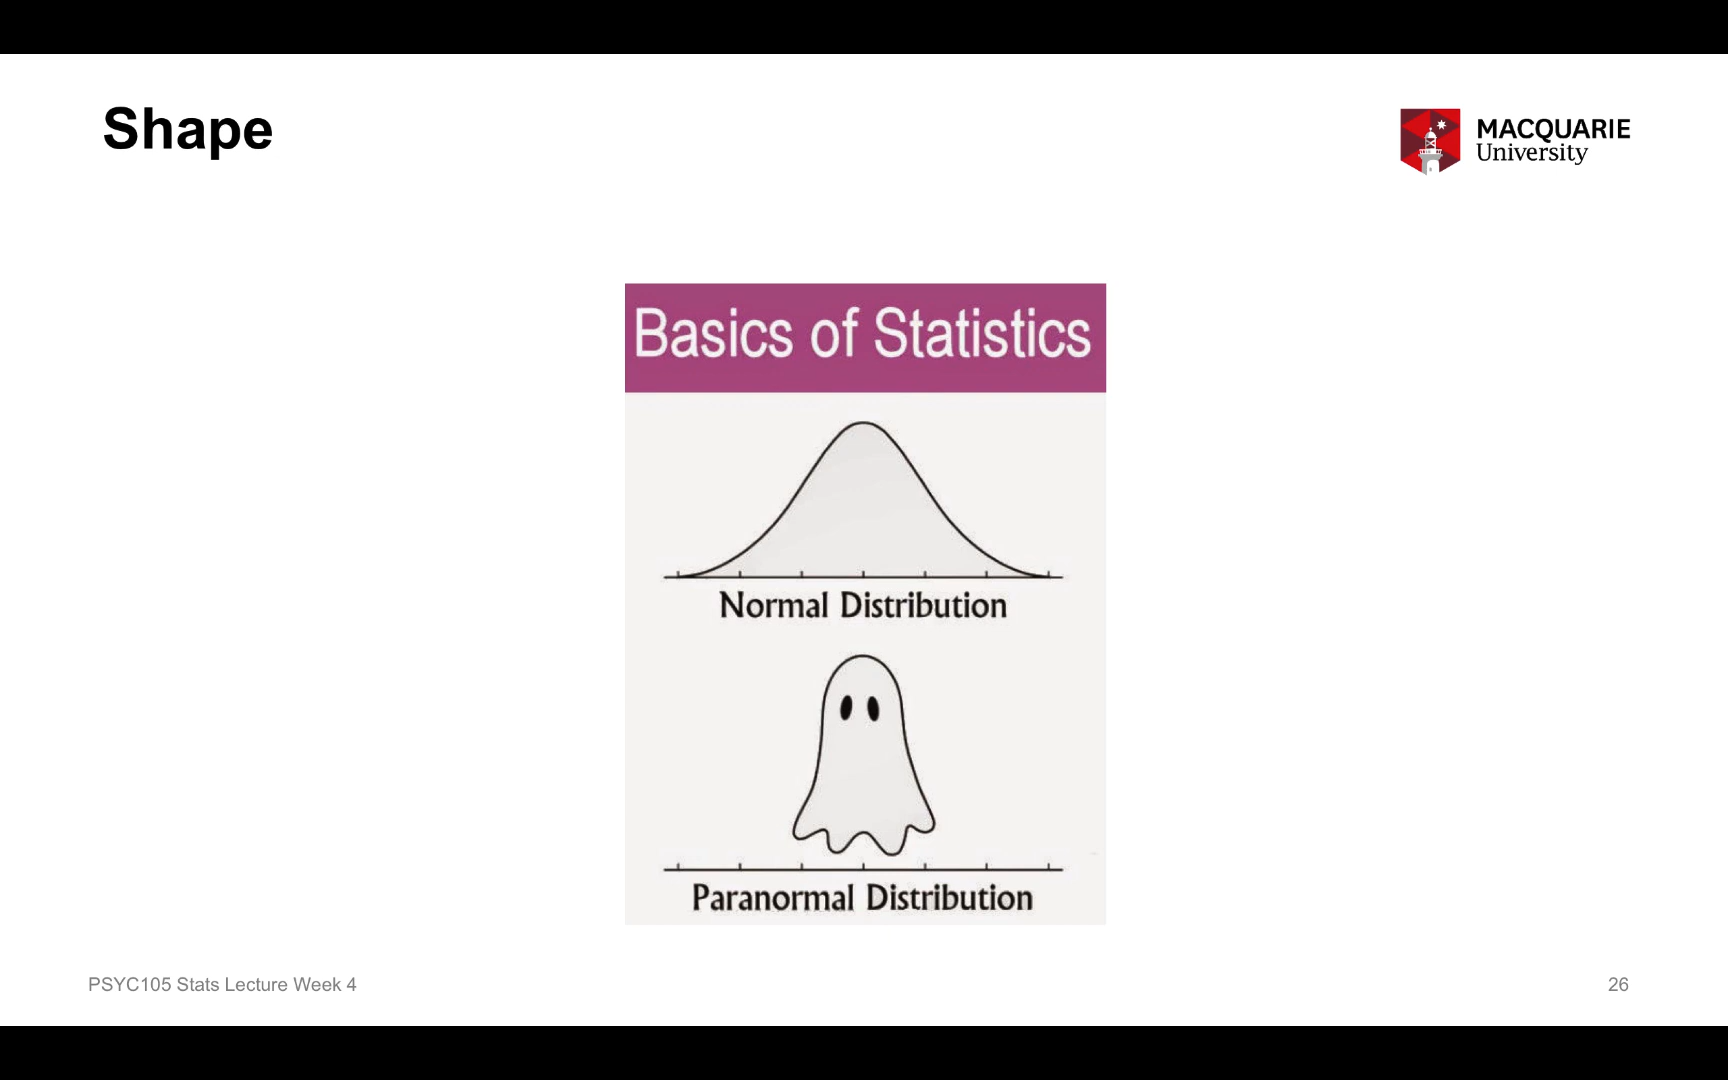 Shape
MACQUARIE
University
Basics of Statistics
Normal Distribution
Paranormal Distribution
PSYC105 Stats Lecture Week 4
26